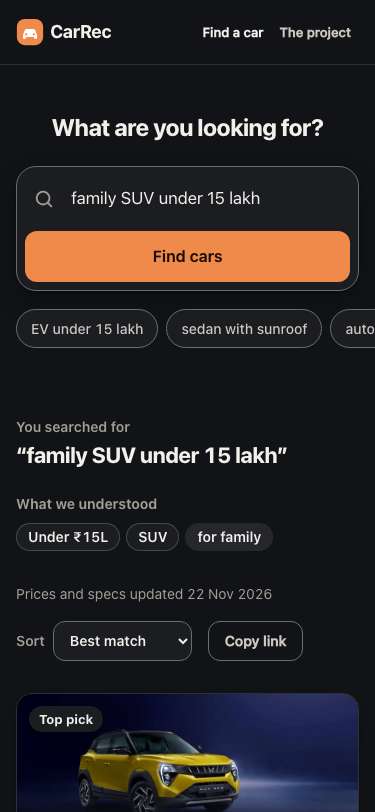 CarRec
Find a car
The project
What are you looking for?
family SUV under 15 lakh
Find cars
EV under 15 lakh
sedan with sunroof
auto
You searched for
“family SUV under 15 lakh”
What we understood
Under ₹15L
SUV
for family
Prices and specs updated 22 Nov 2026
Sort
Best match
Copy link
Top pick